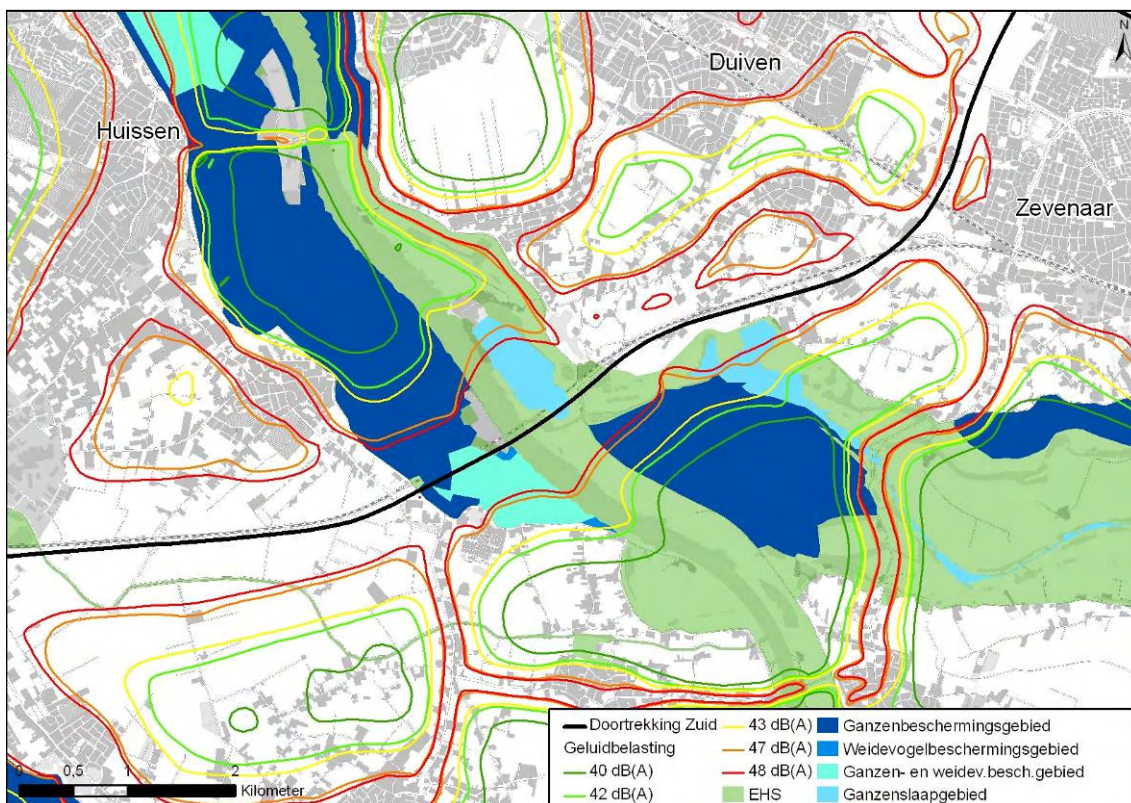 N
Duiven
Huissen
Zevenaar
Doortrekking Zuid
Geluidbelasting
40 dB(A)
42 dB(A)
43 dB(A)
47 dB(A)
48 dB(A)
EHS
Ganzenbeschermingsgebied
Weidevogelbeschermingsgebied
Ganzen- en weidev.besch.gebied
Ganzenslaapgebied
0 0,5 1 2
Kilometer